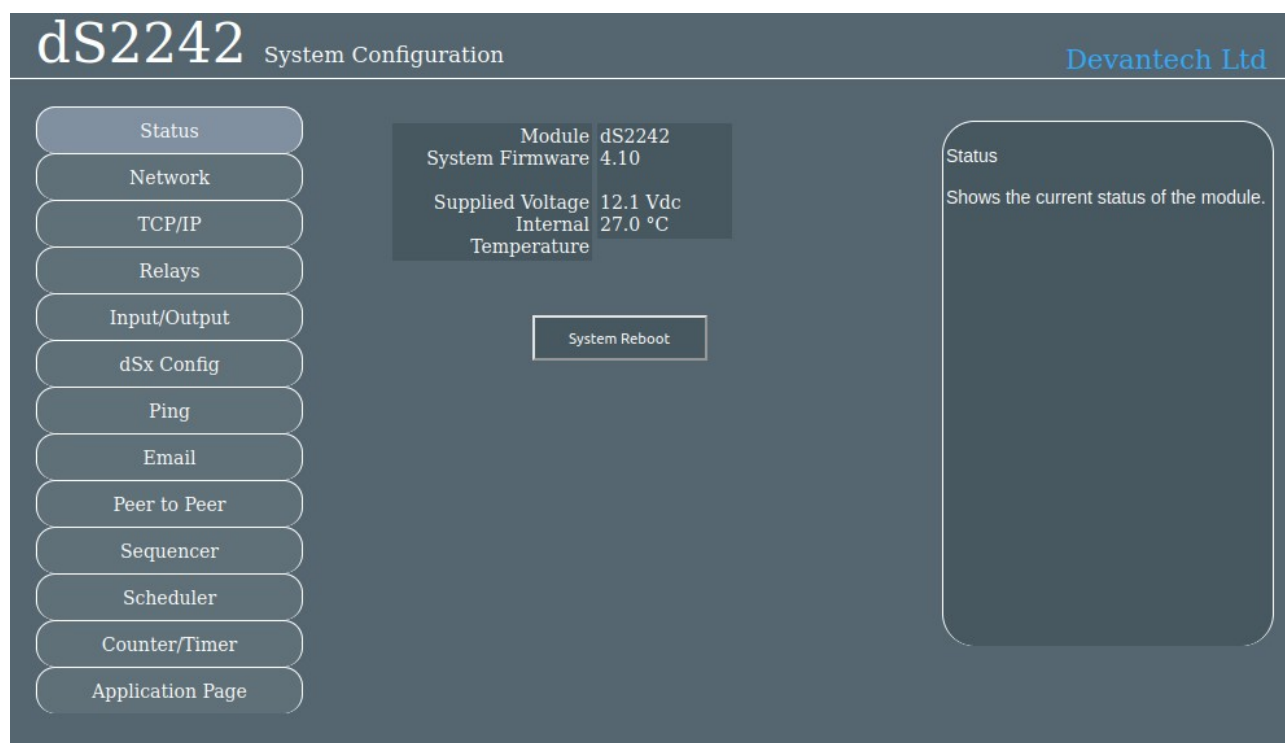 dS2242 System Configuration
Devantech Ltd
Status
Network
TCP/IP
Relays
Input/Output
dSx Config
Ping
Email
Peer to Peer
Sequencer
Scheduler
Counter/Timer
Application Page
Module dS2242
System Firmware 4.10
Supplied Voltage 12.1 Vdc
Internal 27.0 °C
Temperature
System Reboot
Status
Shows the current status of the module.